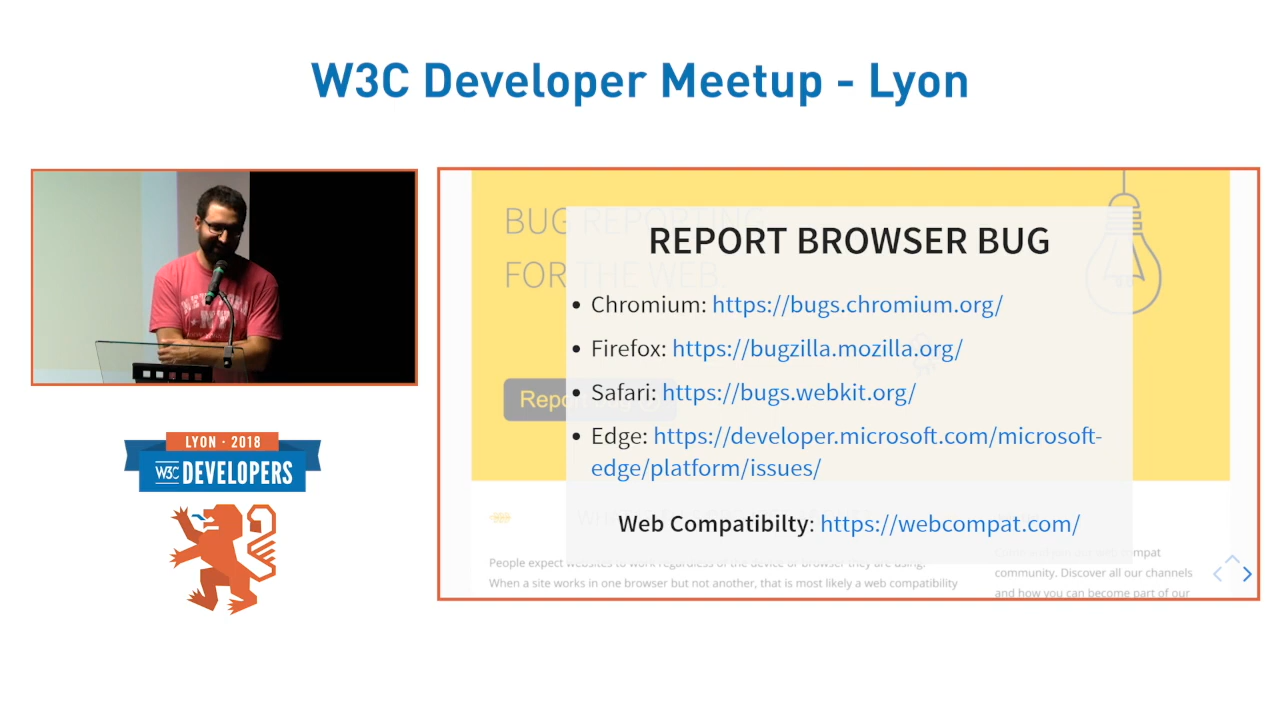 W3C Developer Meetup - Lyon
NEW YORK
LYON · 2018
W3C DEVELOPERS
BUG REPORTING
FOR THE WEB.
REPORT BROWSER BUG
• Chromium: https://bugs.chromium.org/
• Firefox: https://bugzilla.mozilla.org/
• Safari: https://bugs.webkit.org/
• Edge: https://developer.microsoft.com/microsoft-
edge/platform/issues/
Web Compatibilty: https://webcompat.com/
People expect websites to work regardless of the device or browser they are using.
When a site works in one browser but not another, that is most likely a web compatibility
community. Discover all our channels
and how you can become part of our